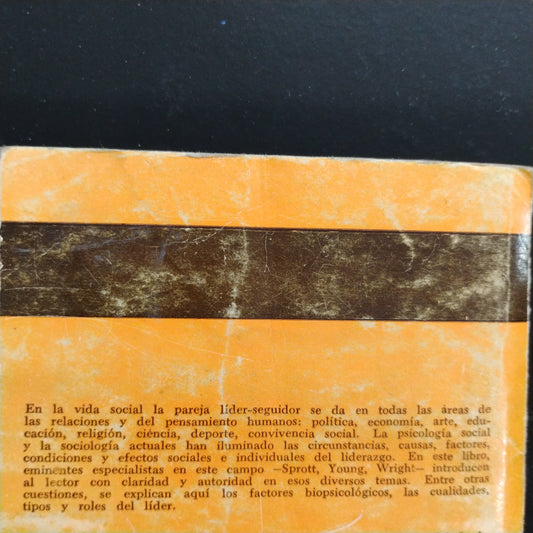 En la vida social la pareja líder-seguidor se da en todas las áreas de
las relaciones y del pensamiento humanos: política, economía, arte, edu-
cación, religión, ciencia, deporte, convivencia social. La psicología social
y la sociología actuales han iluminado las circunstancias, causas, factores,
condiciones y efectos sociales e individuales del liderazgo. En este libro,
eminentes especialistas en este campo —Sprott, Young, Wright— introducen
al lector con claridad y autoridad en esos diversos temas. Entre otras
cuestiones, se explican aquí los factores biopsicológicos, las cualidades,
tipos y roles del líder.